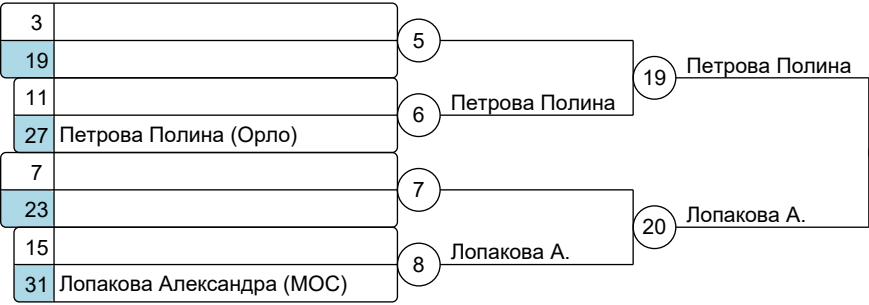 3
19
5
11
27 Петрова Полина (Орло)
6 Петрова Полина
19 Петрова Полина
7
23
7
15
31 Лопакова Александра (МОС)
8 Лопакова А.
20 Лопакова А.